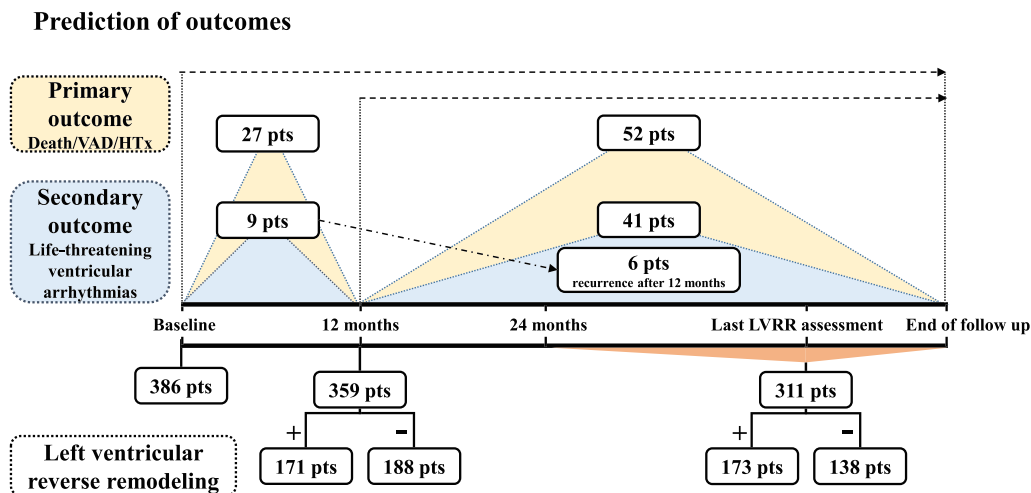 Prediction of outcomes
Primary
outcome
Death/VAD/HTx
27 pts
52 pts
Secondary
outcome
Life-threatening
ventricular
arrhythmias
9 pts
41 pts
6 pts
recurrence after 12 months
Baseline
12 months
24 months
Last LVRR assessment
End of follow up
386 pts
359 pts
311 pts
+
-
+
-
171 pts
188 pts
173 pts
138 pts
Left ventricular
reverse remodeling